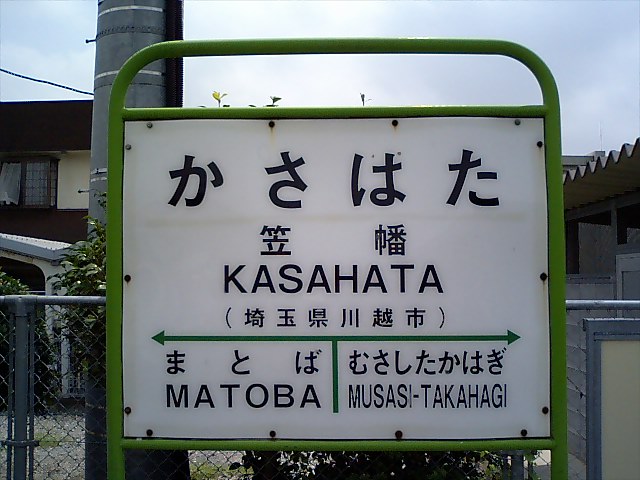 かさはた
笠幡
KASAHATA
（埼玉県川越市）
まとば むさしたかはぎ
MATOBA MUSASI-TAKAHAGI